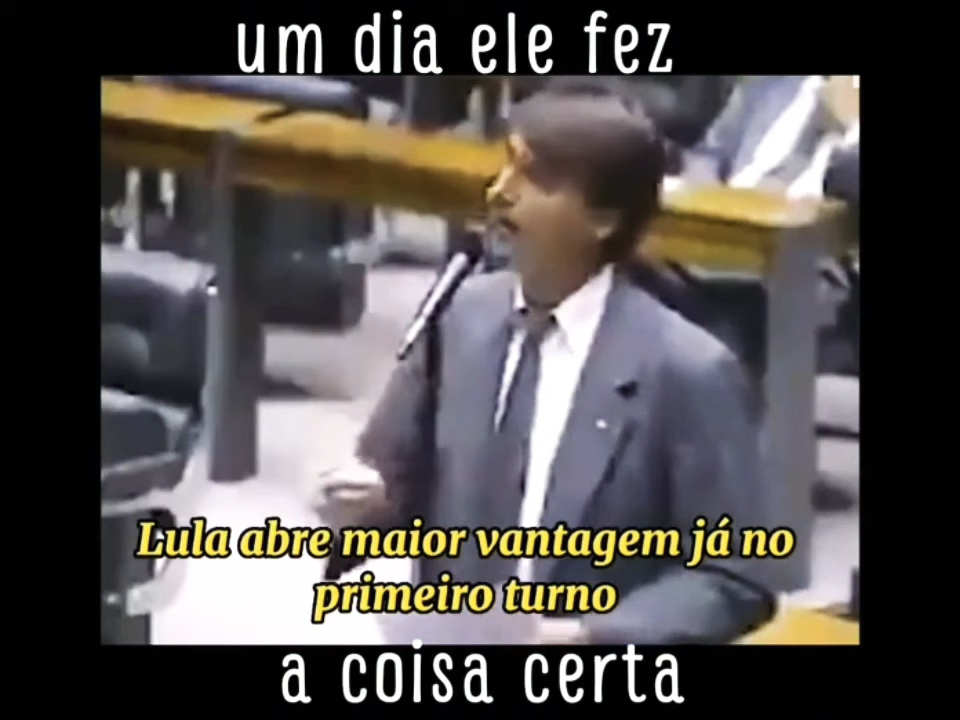 um dia ele fez
Lula abre maior vantagem já no
primeiro turno
a coisa certa